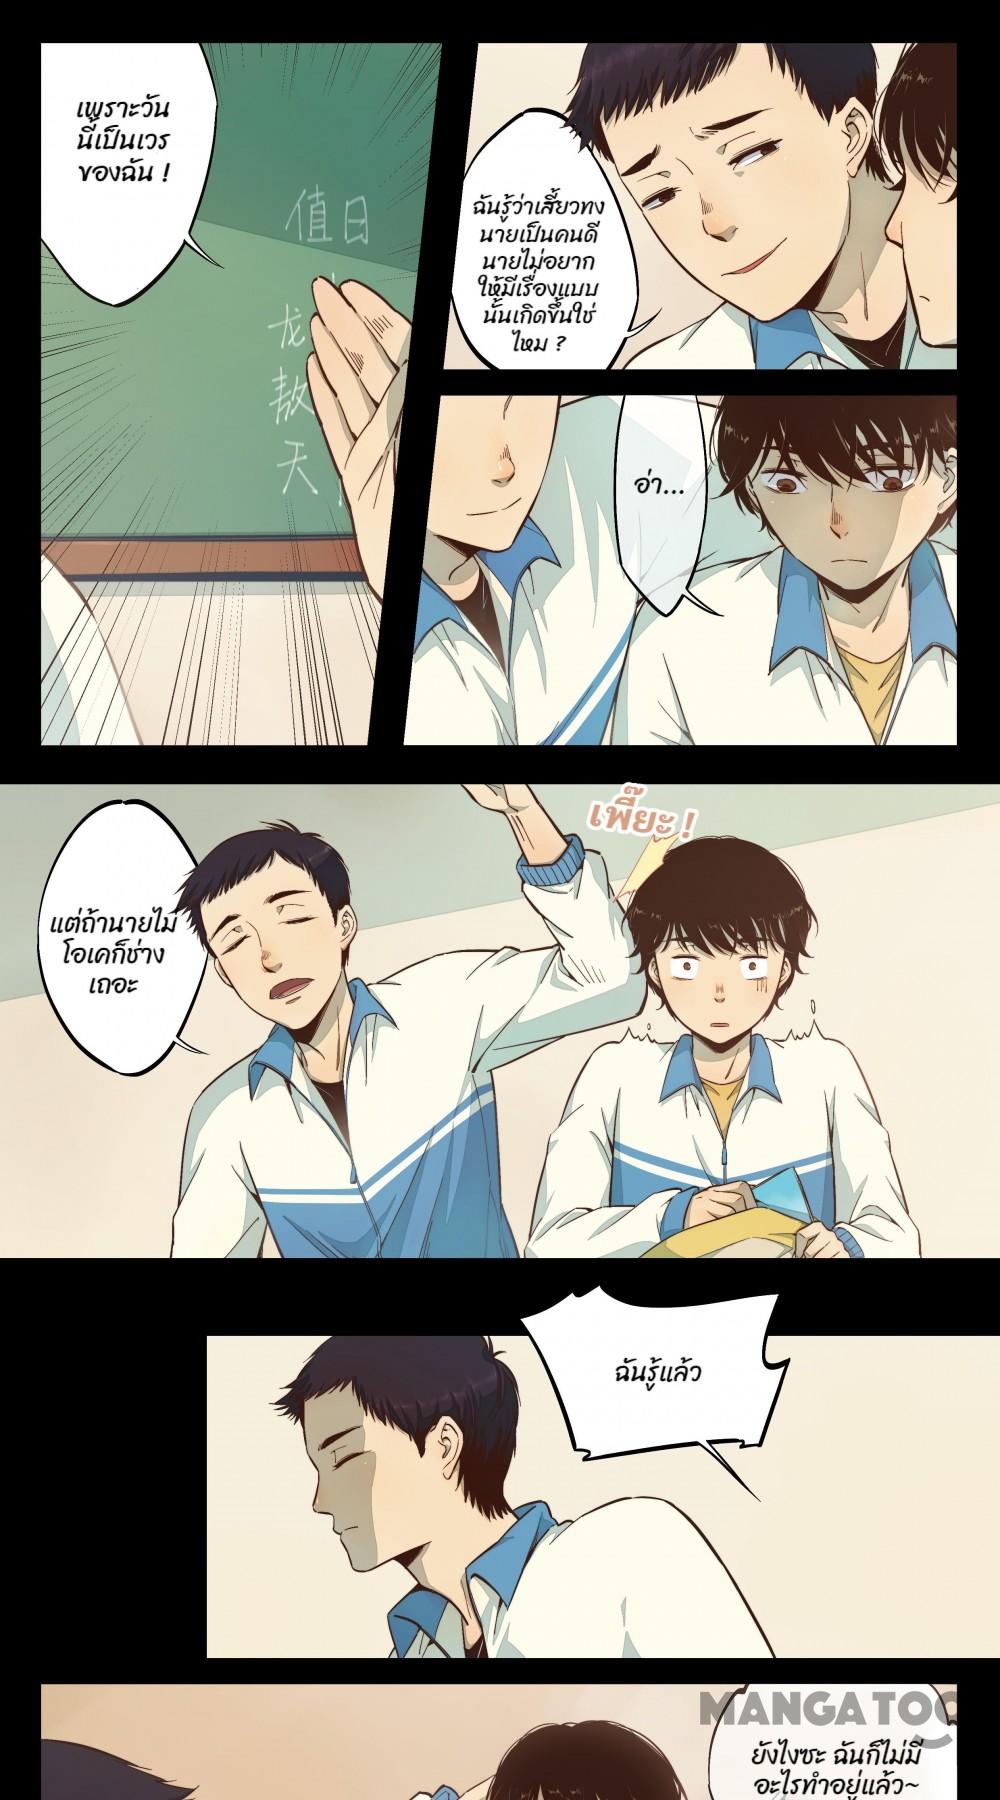 เพราะวัน
นี้เป็นเวร
ของฉัน !
值日
龙
敖
天
ฉันรู้ว่าเสี้ยวทง
นายเป็นคนดี
นายไม่อยาก
ให้มีเรื่องแบบ
นั้นเกิดขึ้นใช่
ไหม ?
อ่า...
เพี๊ยะ !
แต่ถ้านายไม่
โอเคก็ช่าง
เถอะ
ฉันรู้แล้ว
MANGATOO
ยังไงซะ ฉันก็ไม่มี
อะไรทำอยู่แล้ว~